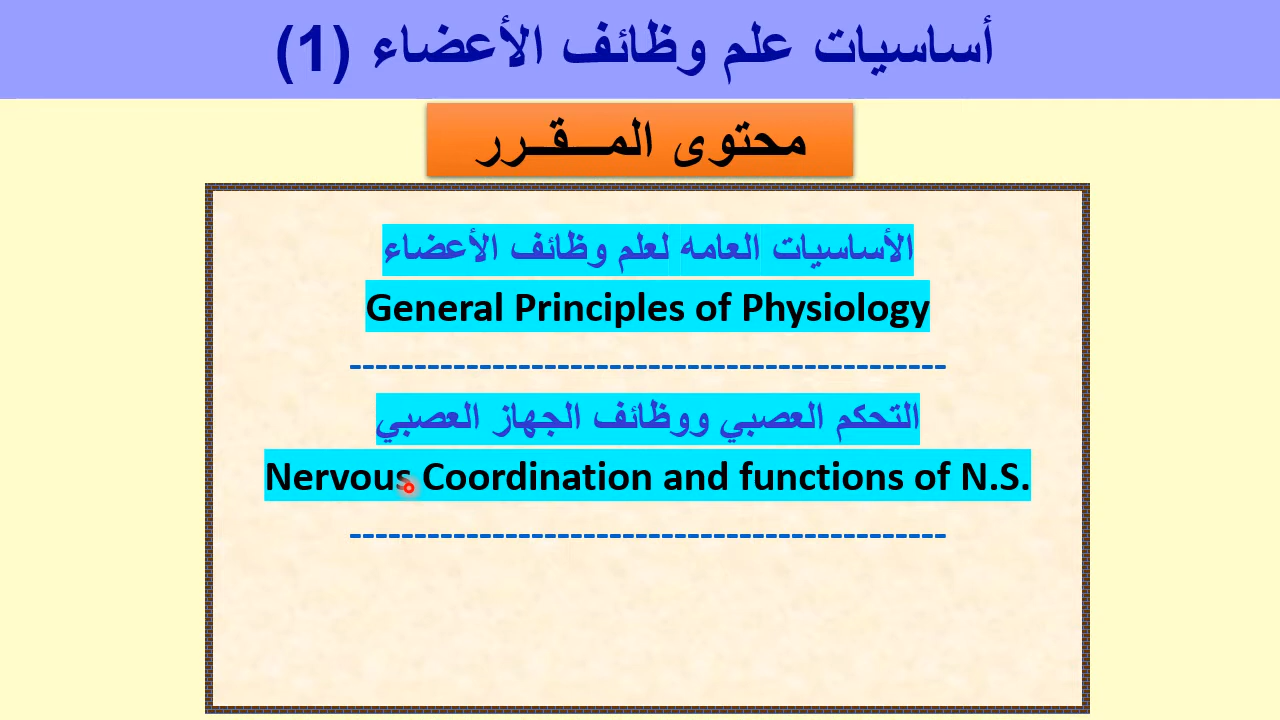 أساسيات علم وظائف الأعضاء (1)
محتوى المـــقــرر
الأساسيات العامه لعلم وظائف الأعضاء
General Principles of Physiology
----------------------------------------------
التحكم العصبي ووظائف الجهاز العصبي
Nervous Coordination and functions of N.S.
----------------------------------------------